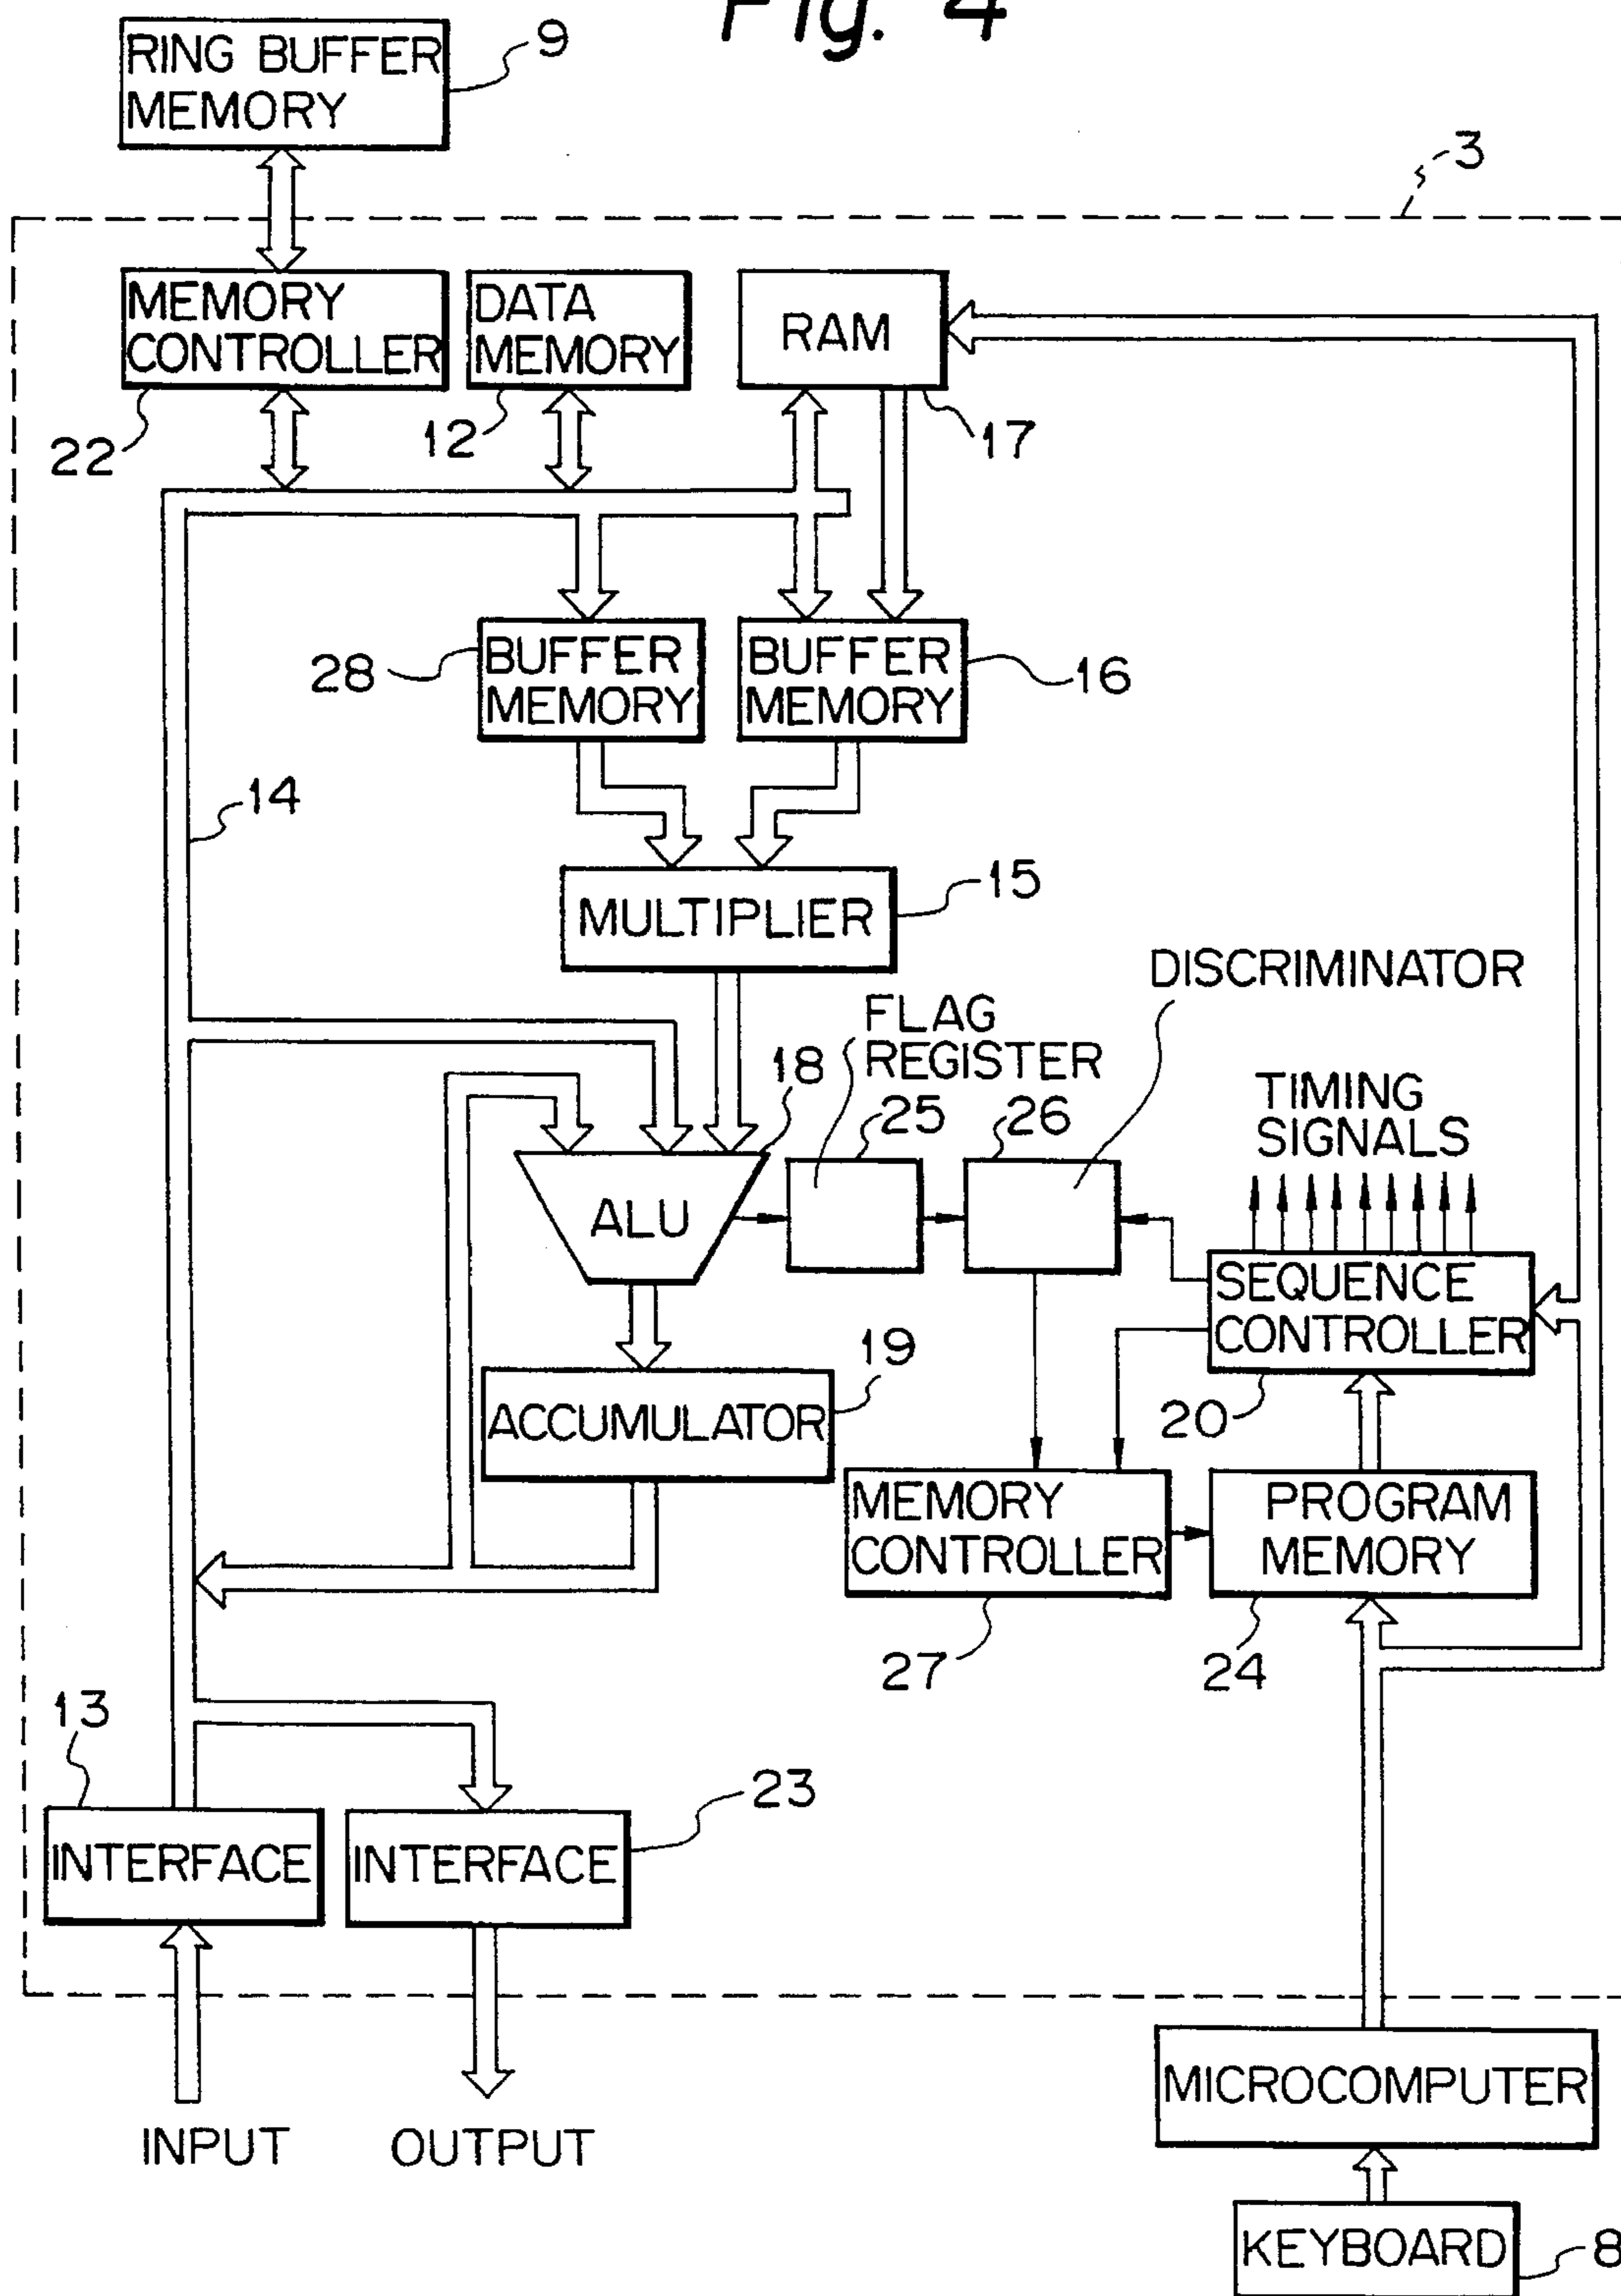 Fig. 4
RING BUFFER
MEMORY
9
3
MEMORY
CONTROLLER
DATA
MEMORY
RAM
22
12
17
BUFFER
MEMORY
BUFFER
MEMORY
28
16
14
MULTIPLIER
15
DISCRIMINATOR
FLAG
REGISTER
18
25
26
TIMING
SIGNALS
ALU
SEQUENCE
CONTROLLER
19
20
ACCUMULATOR
MEMORY
CONTROLLER
PROGRAM
MEMORY
27
24
13
23
INTERFACE
INTERFACE
INPUT
OUTPUT
MICROCOMPUTER
KEYBOARD
8